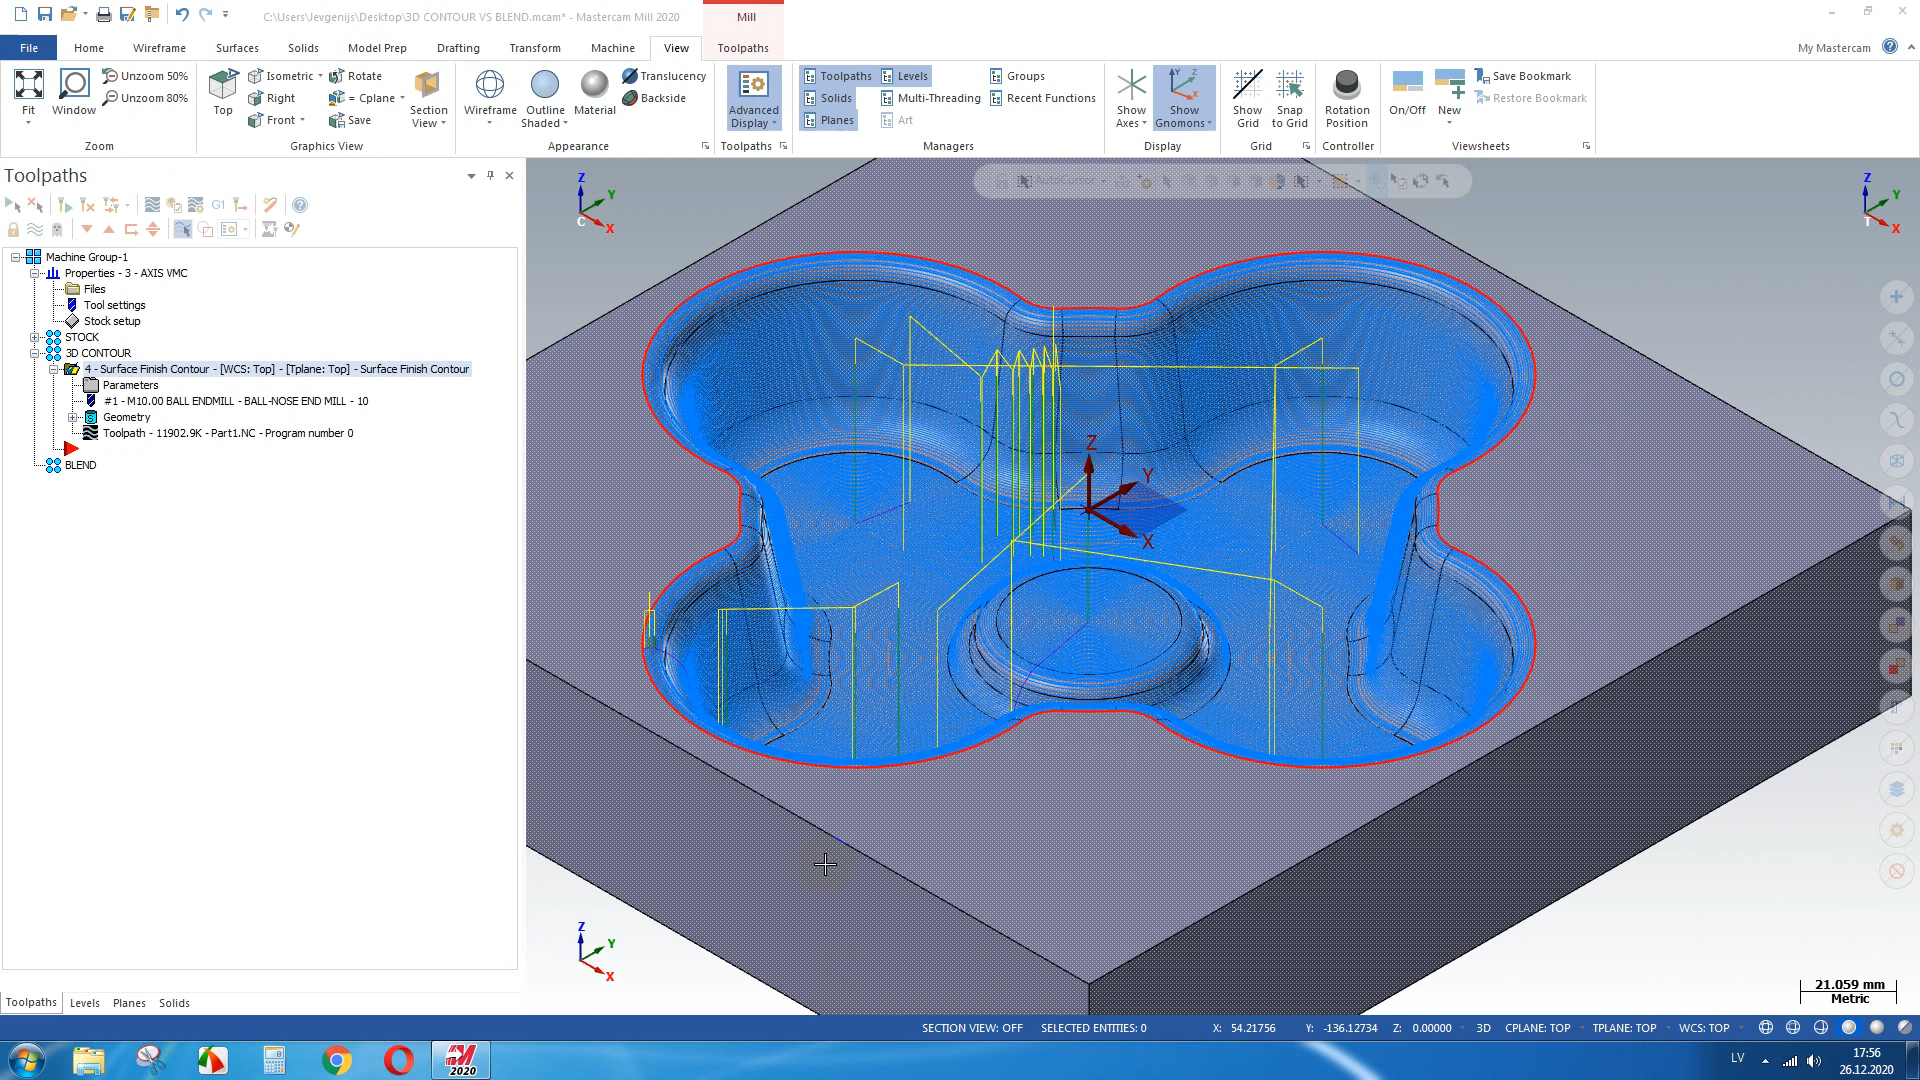 C:\Users\Jevgenijs\Desktop\3D CONTOUR VS BLEND.mcam* - Mastercam Mill 2020
Mill
File
Home
Wireframe
Surfaces
Solids
Model Prep
Drafting
Transform
Machine
View
Toolpaths
My Mastercam
Fit
Window
Unzoom 50%
Unzoom 80%
Zoom
Top
Isometric
Right
Front
Rotate
= Cplane
Save
Section
View
Graphics View
Wireframe
Outline
Shaded
Material
Translucency
Backside
Appearance
Advanced
Display
Toolpaths
Toolpaths
Solids
Planes
Levels
Multi-Threading
Art
Groups
Recent Functions
Managers
Show
Axes
Show
Gnomons
Display
Show
Grid
Snap
to Grid
Grid
Rotation
Position
Controller
On/Off
New
Save Bookmark
Restore Bookmark
Viewsheets
Toolpaths
G1
Machine Group-1
Properties - 3 - AXIS VMC
Files
Tool settings
Stock setup
STOCK
3D CONTOUR
4 - Surface Finish Contour - [WCS: Top] - [Tplane: Top] - Surface Finish Contour
Parameters
#1 - M10.00 BALL ENDMILL - BALL-NOSE END MILL - 10
Geometry
Toolpath - 11902.9K - Part1.NC - Program number 0
BLEND
AutoCursor
Z
Y
X
C
Z
Y
X
T
Z
Y
X
Z
Y
X
21.059 mm
Metric
Toolpaths
Levels
Planes
Solids
SECTION VIEW: OFF
SELECTED ENTITIES: 0
X: 54.21756
Y: -136.12734
Z: 0.00000
3D
CPLANE: TOP
TPLANE: TOP
WCS: TOP
2020
LV
17:56
26.12.2020